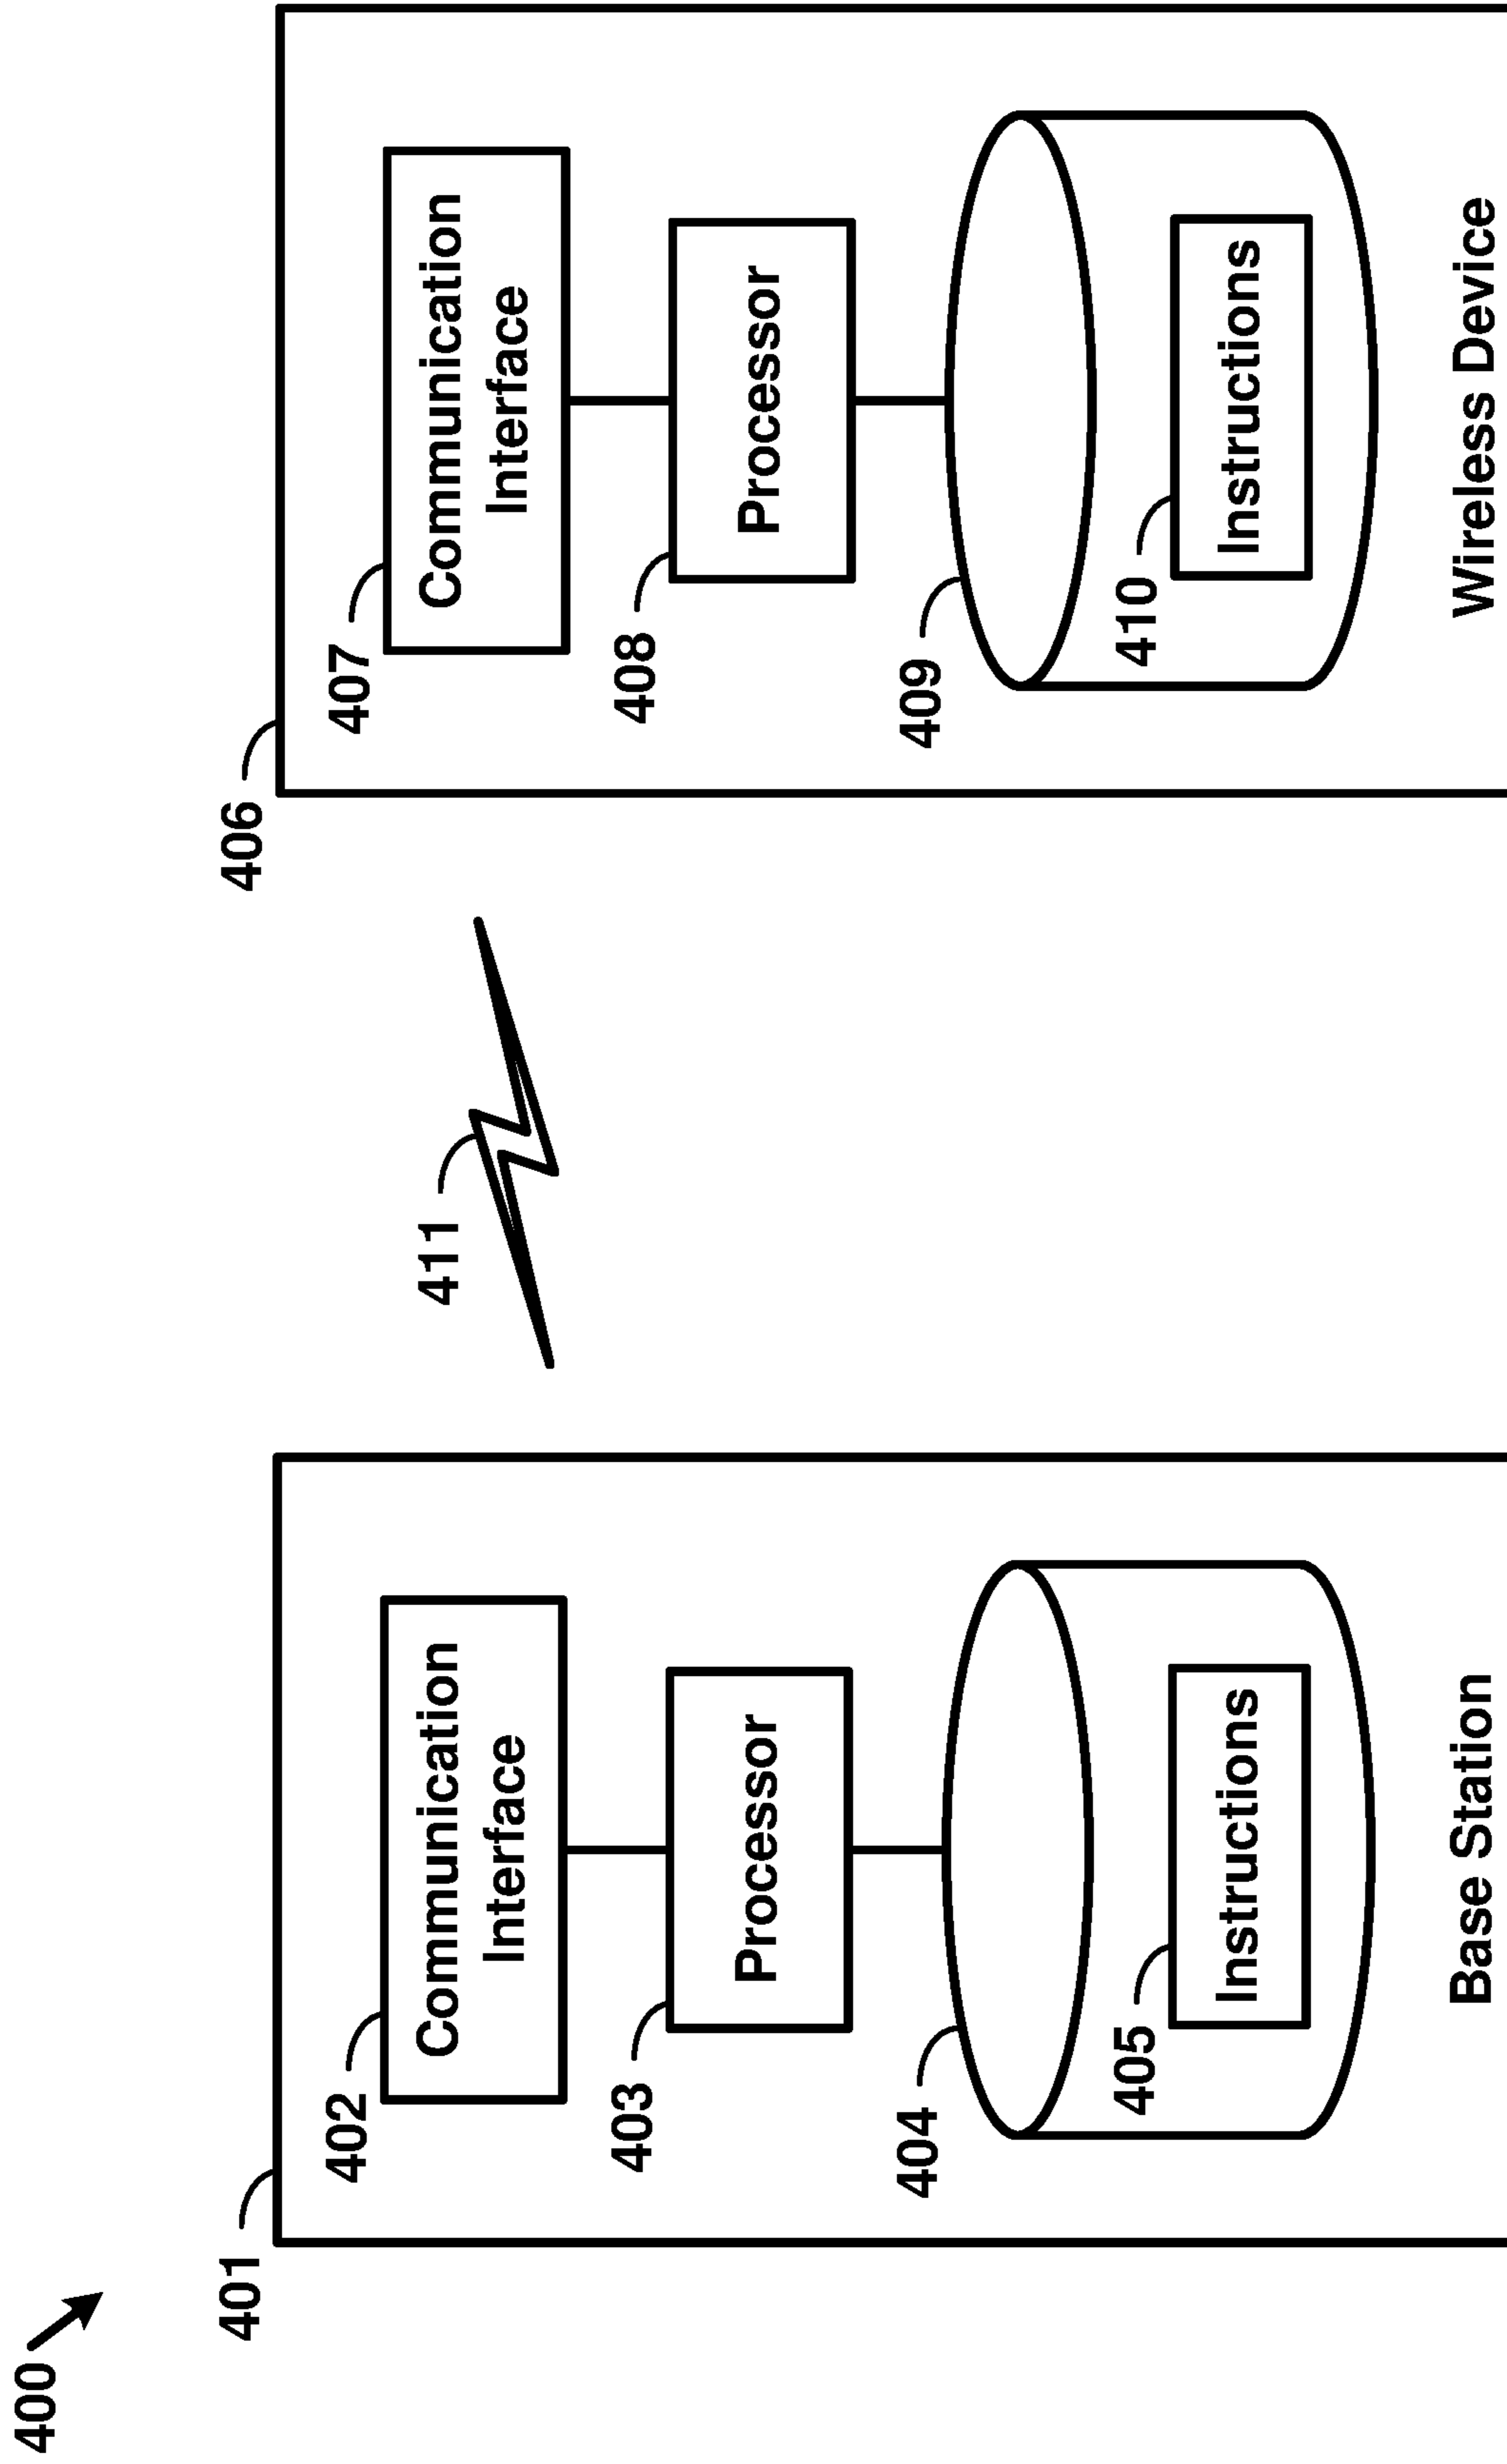 400
401
402
Communication
Interface
403
Processor
404
405
Instructions
Base Station
411
406
407
Communication
Interface
408
Processor
409
410
Instructions
Wireless Device